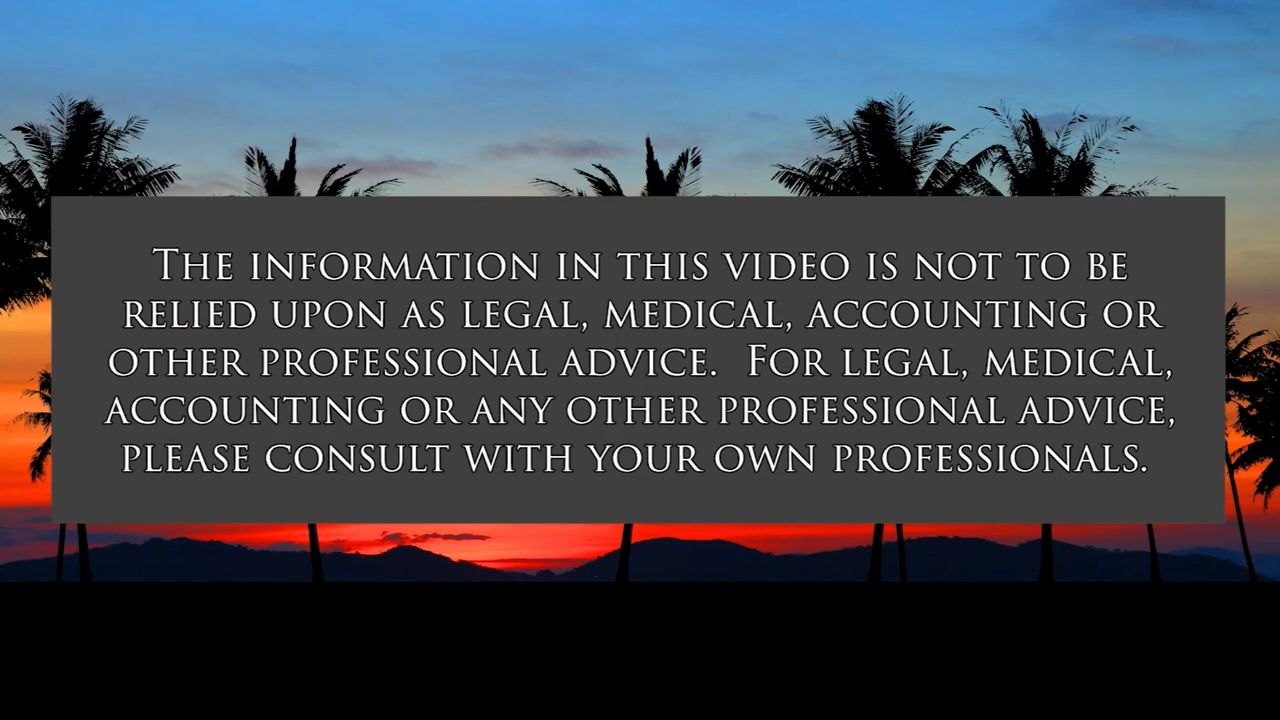 The information in this video is not to be
relied upon as legal, medical, accounting or
other professional advice.  For legal, medical,
accounting or any other professional advice,
please consult with your own professionals.